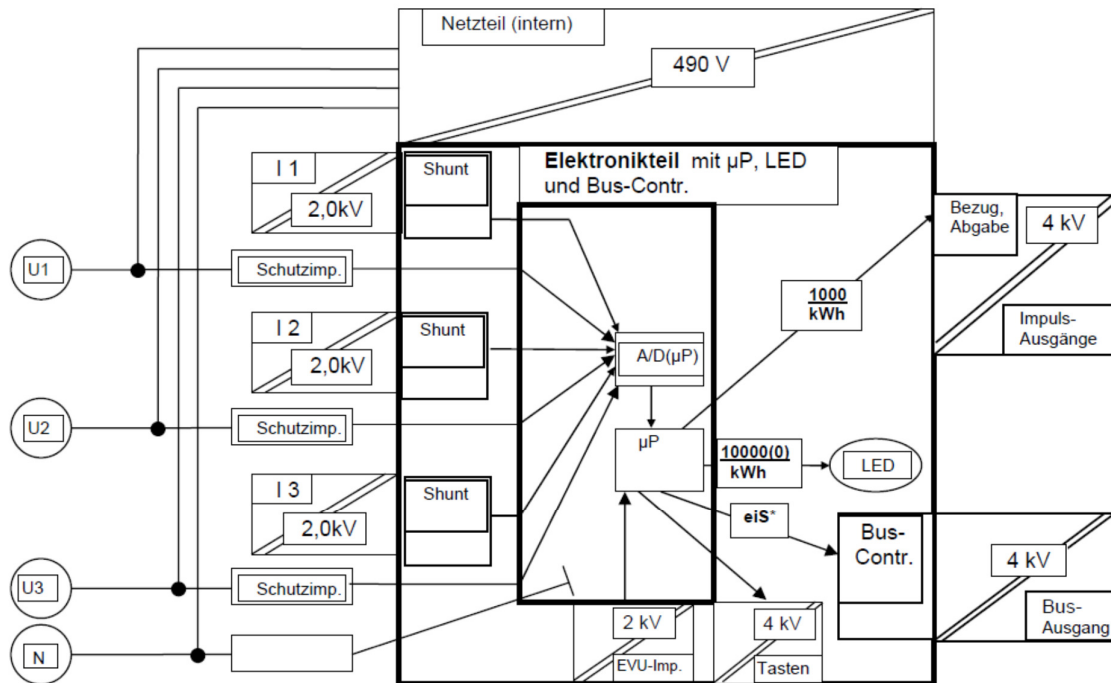 Netzteil (intern)
490 V
I 1
2,0kV
Shunt
Elektronikteil mit µP, LED
und Bus-Contr.
Bezug,
Abgabe
4 kV
U1
Schutzimp.
1000
kWh
Impuls-
Ausgänge
I 2
2,0kV
Shunt
A/D(µP)
U2
Schutzimp.
µP
10000(0)
kWh
LED
I 3
2,0kV
Shunt
eiS*
Bus-
Contr.
4 kV
U3
Schutzimp.
Bus-
Ausgang
N
2 kV
EVU-Imp.
4 kV
Tasten